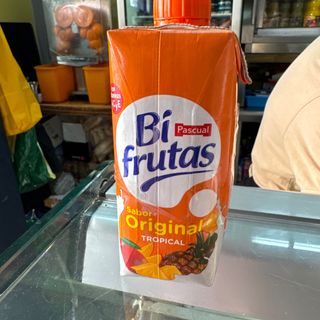 Bi
Pascual
frutas
Sabor
Original
TROPICAL